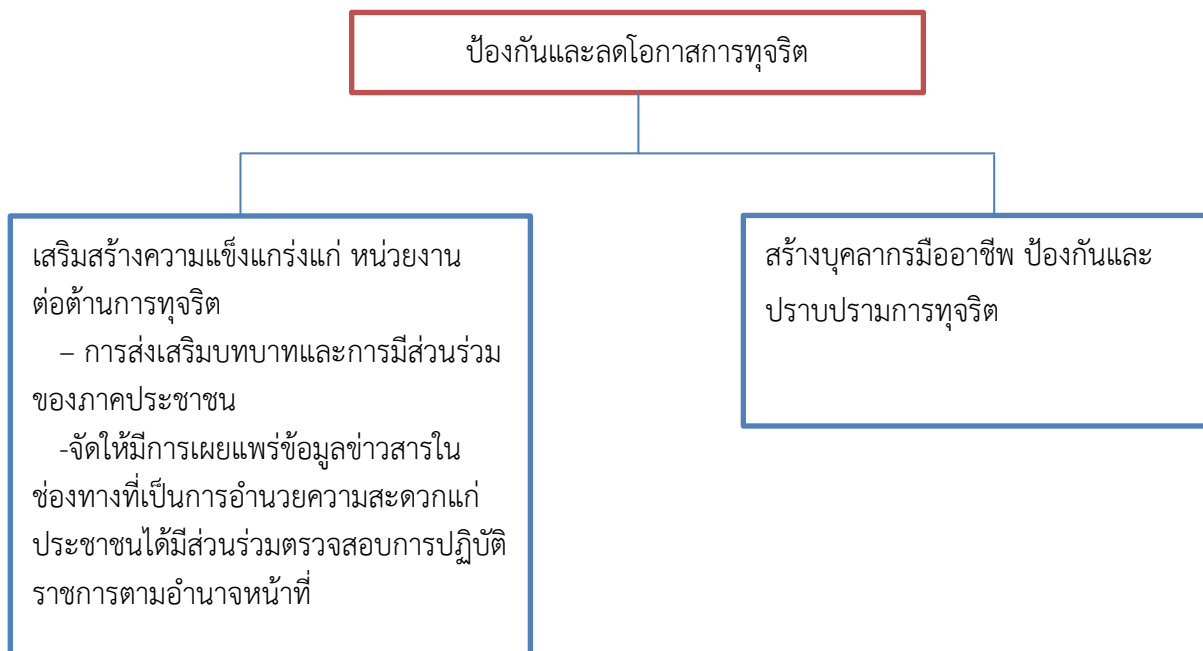 ป้องกันและลดโอกาสการทุจริต
เสริมสร้างความแข็งแกร่งแก่ หน่วยงาน
ต่อต้านการทุจริต
– การส่งเสริมบทบาทและการมีส่วนร่วม
ของภาคประชาชน
-จัดให้มีการเผยแพร่ข้อมูลข่าวสารใน
ช่องทางที่เป็นการอำนวยความสะดวกแก่
ประชาชนได้มีส่วนร่วมตรวจสอบการปฏิบัติ
ราชการตามอำนาจหน้าที่
สร้างบุคลากรมืออาชีพ ป้องกันและ
ปราบปรามการทุจริต